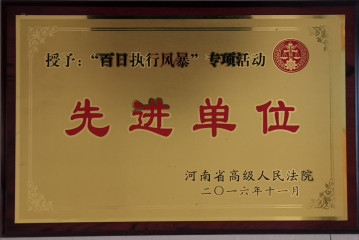 授予：“百日执行风暴”专项活动
先进单位
河南省高级人民法院
二〇一六年十一月